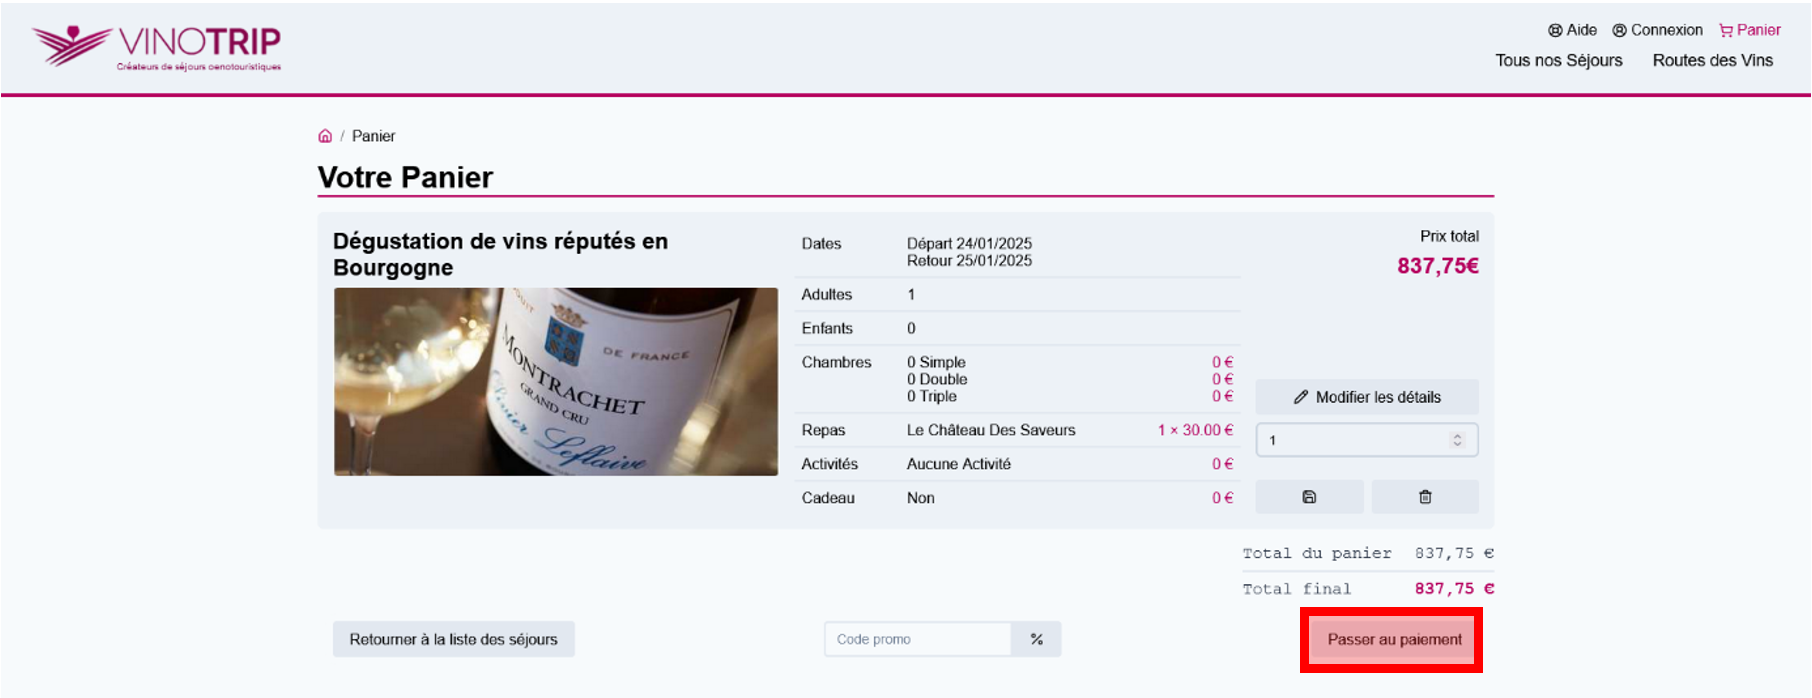 VINOTRIP
Créateurs de séjours oenotouristiques
Aide
Connexion
Panier
Tous nos Séjours
Routes des Vins
/ Panier
Votre Panier
Dégustation de vins réputés en
Bourgogne
MONTRACHET
GRAND CRU
DE FRANCE
Olivier Leflaive
Dates
Départ 24/01/2025
Retour 25/01/2025
Adultes 1
Enfants 0
Chambres
0 Simple 0 €
0 Double 0 €
0 Triple 0 €
Repas Le Château Des Saveurs 1 × 30.00 €
Activités Aucune Activité 0 €
Cadeau Non 0 €
Prix total
837,75€
Modifier les détails
1
Total du panier 837,75 €
Total final 837,75 €
Retourner à la liste des séjours
Code promo %
Passer au paiement